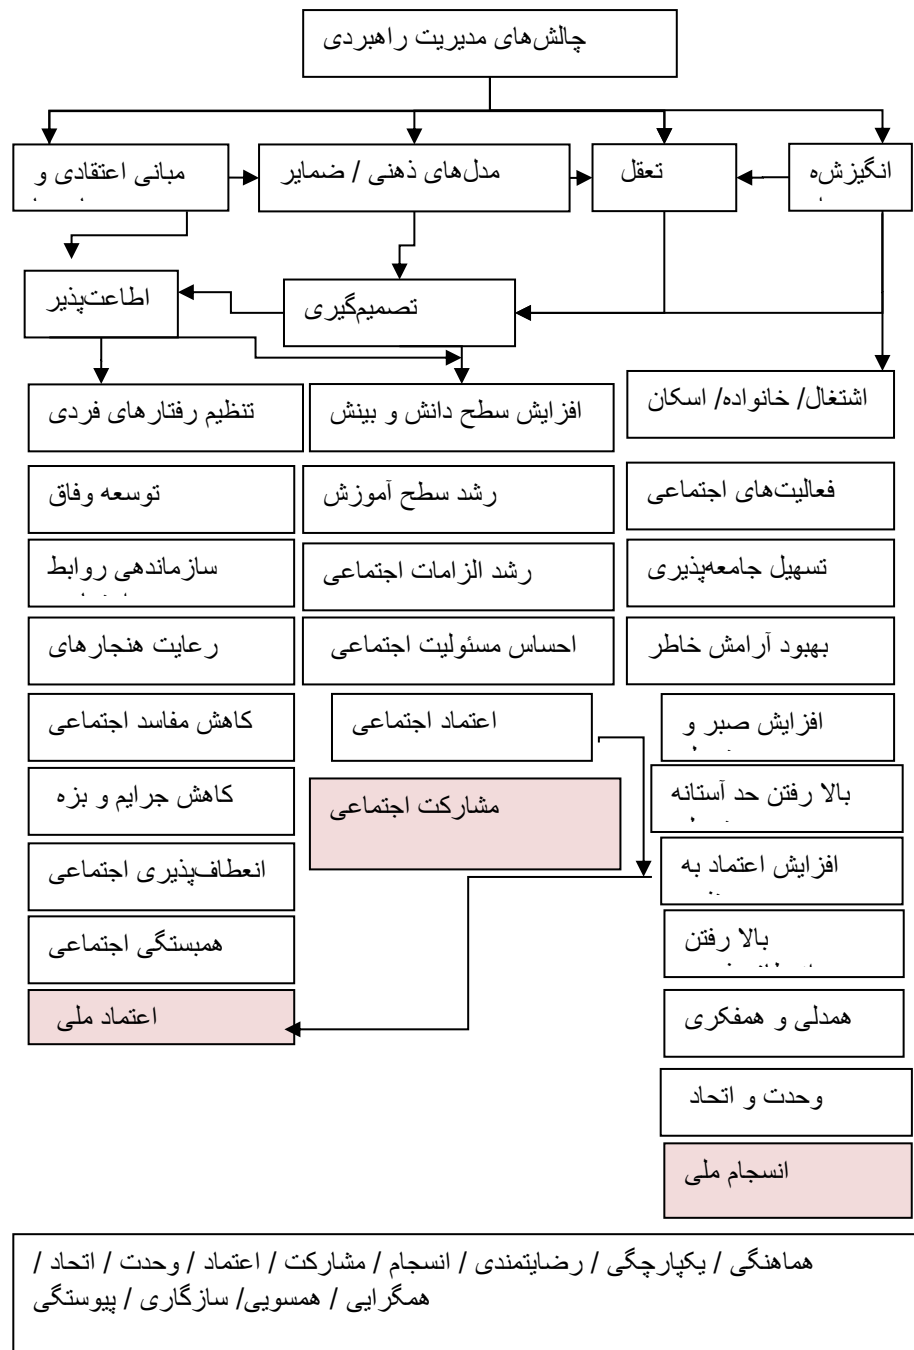 چالش‌های مدیریت راهبردی
انگیزش‌ه
تعقل
مدل‌های ذهنی / ضمایر
مبانی اعتقادی و
تصمیم‌گیری
اطاعت‌پذیر
اشتغال/ خانواده/ اسکان
فعالیت‌های اجتماعی
تسهیل جامعه‌پذیری
بهبود آرامش خاطر
افزایش صبر و
بالا رفتن حد آستانه
افزایش اعتماد به
بالا رفتن
همدلی و همفکری
وحدت و اتحاد
انسجام ملی
افزایش سطح دانش و بینش
رشد سطح آموزش
رشد الزامات اجتماعی
احساس مسئولیت اجتماعی
اعتماد اجتماعی
مشارکت اجتماعی
تنظیم رفتارهای فردی
توسعه وفاق
سازماندهی روابط
رعایت هنجارهای
کاهش مفاسد اجتماعی
کاهش جرایم و بزه
انعطاف‌پذیری اجتماعی
همبستگی اجتماعی
اعتماد ملی
هماهنگی / یکپارچگی / رضایتمندی / انسجام / مشارکت / اعتماد / وحدت / اتحاد /
همگرایی / همسویی/ سازگاری / پیوستگی